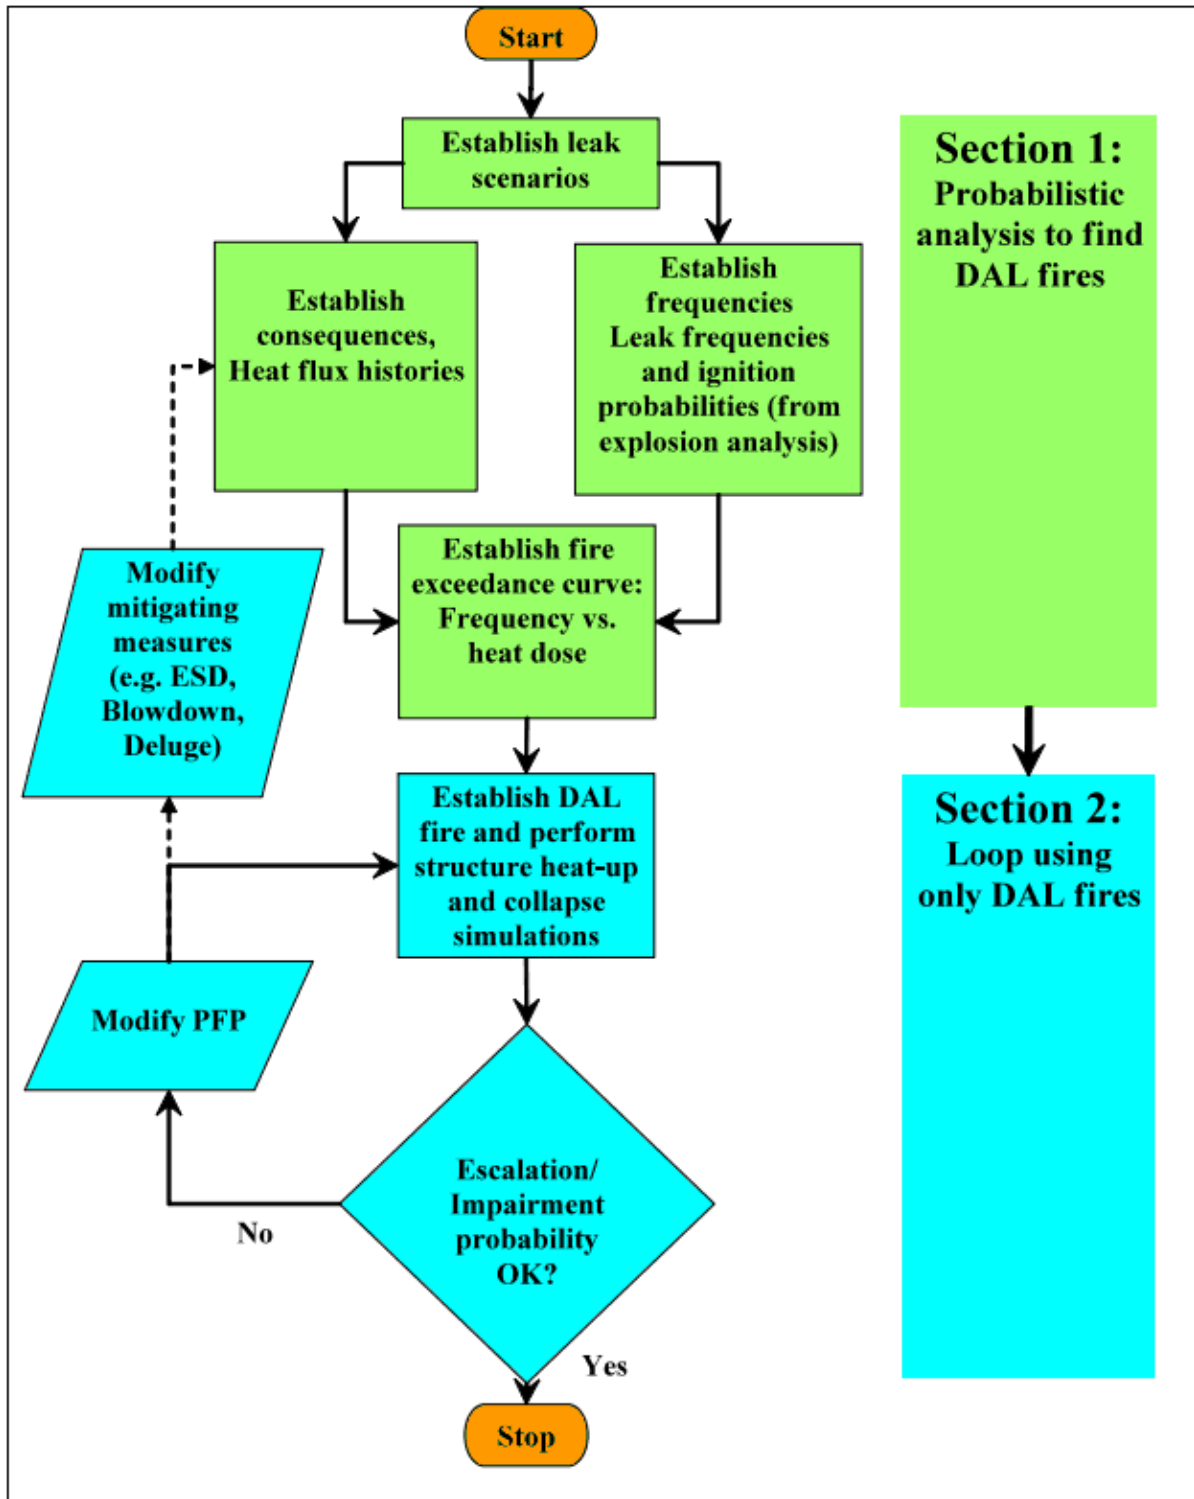 Start
Establish leak
scenarios
Establish
consequences,
Heat flux histories
Establish
frequencies
Leak frequencies
and ignition
probabilities (from
explosion analysis)
Establish fire
exceedance curve:
Frequency vs.
heat dose
Modify
mitigating
measures
(e.g. ESD,
Blowdown,
Deluge)
Establish DAL
fire and perform
structure heat-up
and collapse
simulations
Modify PFP
Escalation/
Impairment
probability
OK?
No
Yes
Stop
Section 1:
Probabilistic
analysis to find
DAL fires
Section 2:
Loop using
only DAL fires